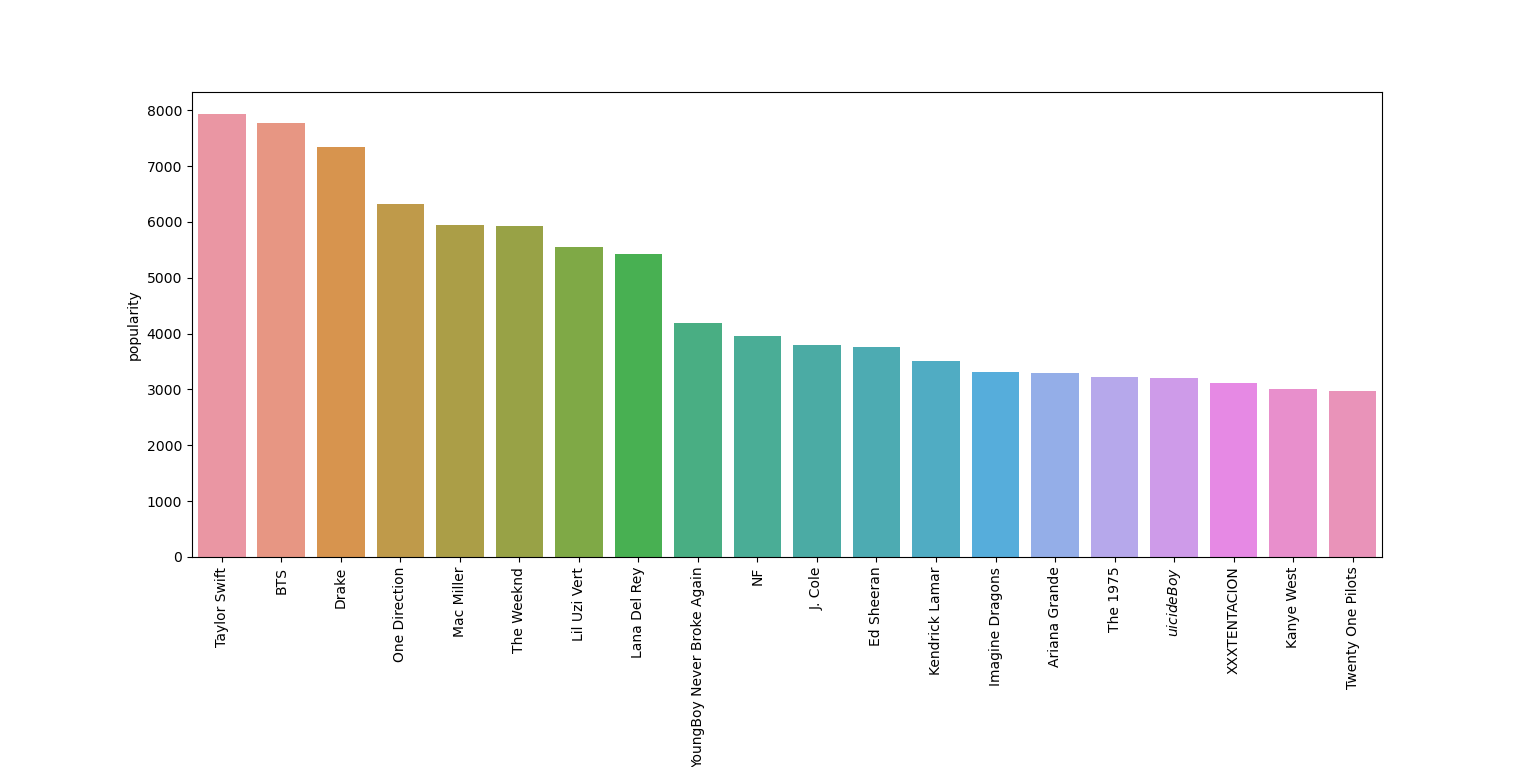 8000
7000
6000
5000
4000
3000
2000
1000
0
popularity
Taylor Swift
BTS
Drake
One Direction
Mac Miller
The Weeknd
Lil Uzi Vert
Lana Del Rey
YoungBoy Never Broke Again
NF
J. Cole
Ed Sheeran
Kendrick Lamar
Imagine Dragons
Ariana Grande
The 1975
uicideBoy
XXXTENTACION
Kanye West
Twenty One Pilots